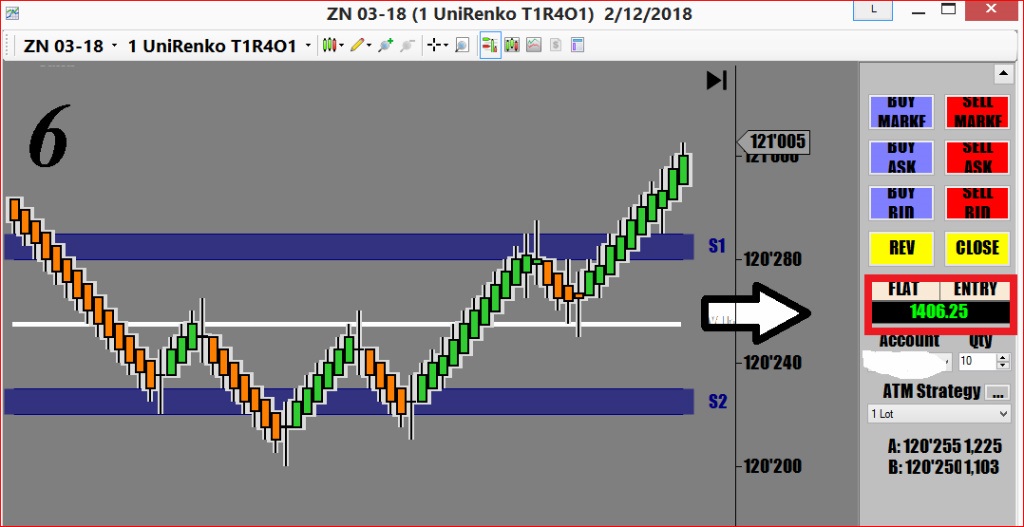 ZN 03-18 (1 UniRenko T1R4O1) 2/12/2018
L
ZN 03-18 1 UniRenko T1R4O1
6
121'005
121'000
S1
120'280
120'240
S2
120'200
BUY MARKE
SELL MARKE
BUY ASK
SELL ASK
BUY BID
SELL BID
REV
CLOSE
FLAT
ENTRY
1406.25
Account
Qty
10
ATM Strategy ...
1 Lot
A: 120'255 1,225
B: 120'250 1,103